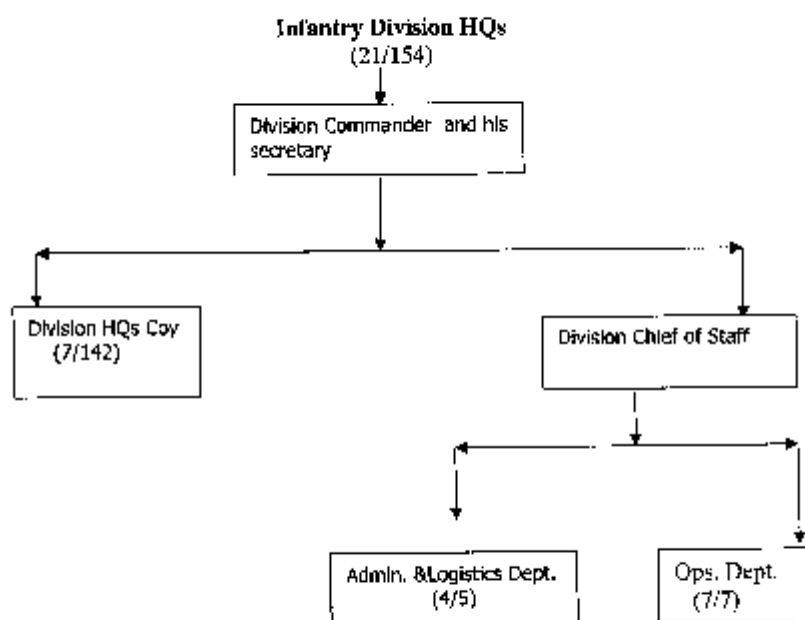 Infantry Division HQs
(21/154)
Division Commander and his
secretary
Division HQs Coy
(7/142)
Division Chief of Staff
Admin. &Logistics Dept.
(4/5)
Ops. Dept.
(7/7)